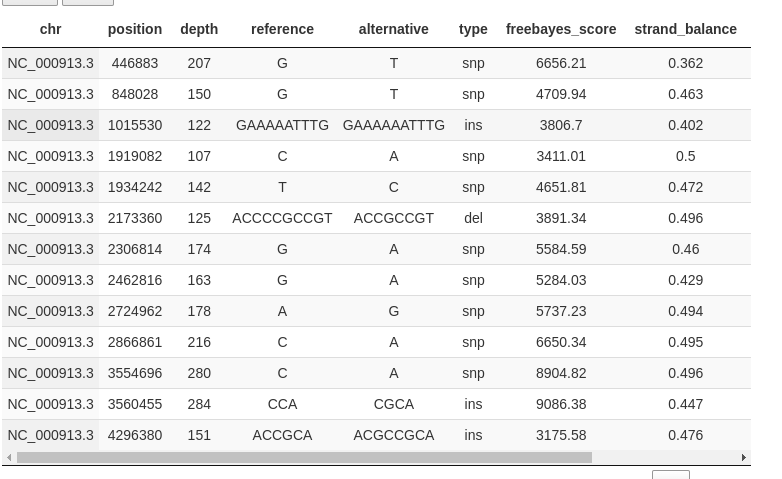 chr position depth reference alternative type freebayes_score strand_balance
NC_000913.3 446883 207 G T snp 6656.21 0.362
NC_000913.3 848028 150 G T snp 4709.94 0.463
NC_000913.3 1015530 122 GAAAAATTTG GAAAAAATTTG ins 3806.7 0.402
NC_000913.3 1919082 107 C A snp 3411.01 0.5
NC_000913.3 1934242 142 T C snp 4651.81 0.472
NC_000913.3 2173360 125 ACCCCGCCGT ACCGCCGT del 3891.34 0.496
NC_000913.3 2306814 174 G A snp 5584.59 0.46
NC_000913.3 2462816 163 G A snp 5284.03 0.429
NC_000913.3 2724962 178 A G snp 5737.23 0.494
NC_000913.3 2866861 216 C A snp 6650.34 0.495
NC_000913.3 3554696 280 C A snp 8904.82 0.496
NC_000913.3 3560455 284 CCA CGCA ins 9086.38 0.447
NC_000913.3 4296380 151 ACCGCA ACGCCGCA ins 3175.58 0.476